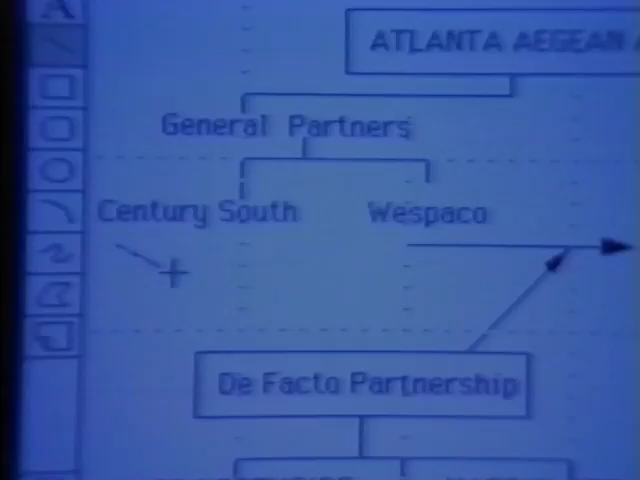 A
ATLANTA AEGEAN
General Partners
Century South
Wespaco
De Facto Partnership